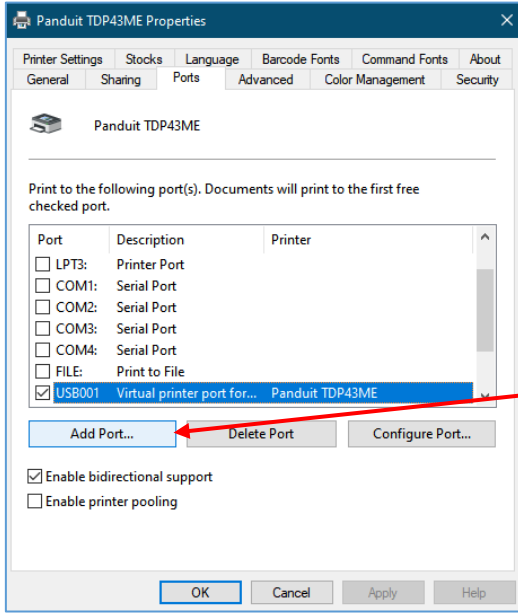 Panduit TDP43ME Properties
Printer Settings Stocks Language Barcode Fonts Command Fonts About
General Sharing Ports Advanced Color Management Security
Panduit TDP43ME
Print to the following port(s). Documents will print to the first free
checked port.
Port Description Printer
LPT3: Printer Port
COM1: Serial Port
COM2: Serial Port
COM3: Serial Port
COM4: Serial Port
FILE: Print to File
USB001 Virtual printer port for... Panduit TDP43ME
Add Port... Delete Port Configure Port...
Enable bidirectional support
Enable printer pooling
OK Cancel Apply Help